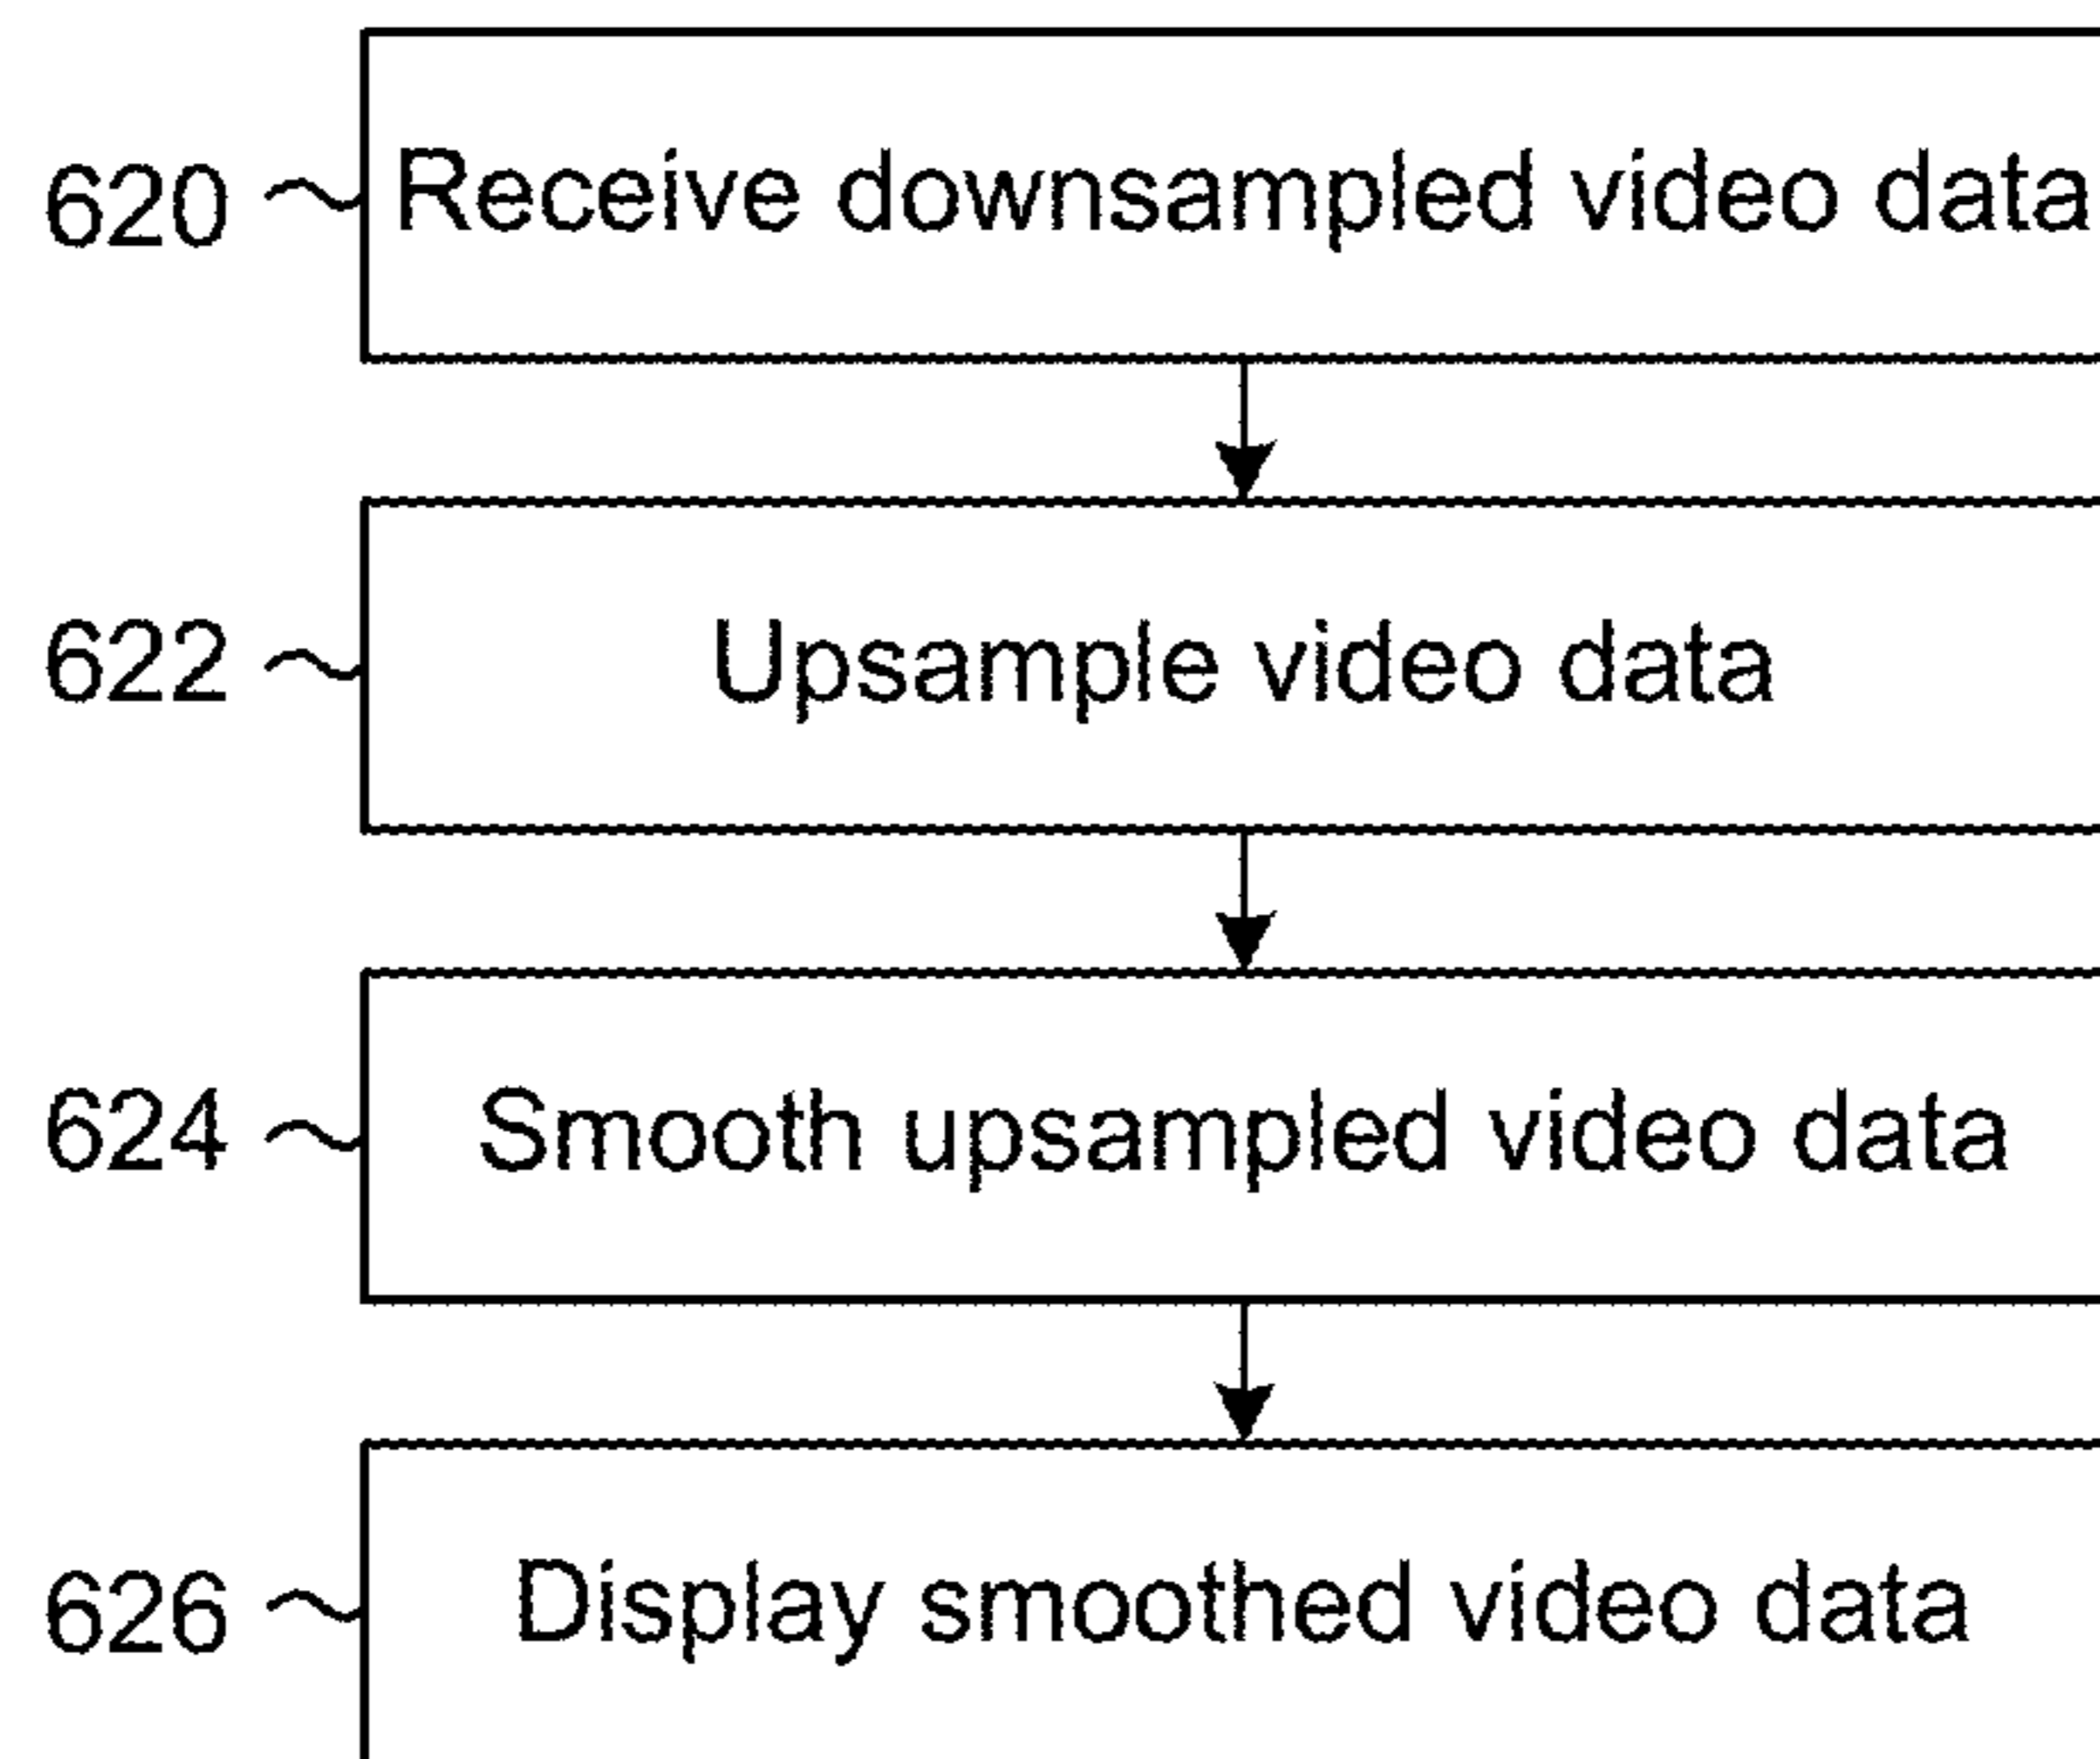 620 Receive downsampled video data
622 Upsample video data
624 Smooth upsampled video data
626 Display smoothed video data